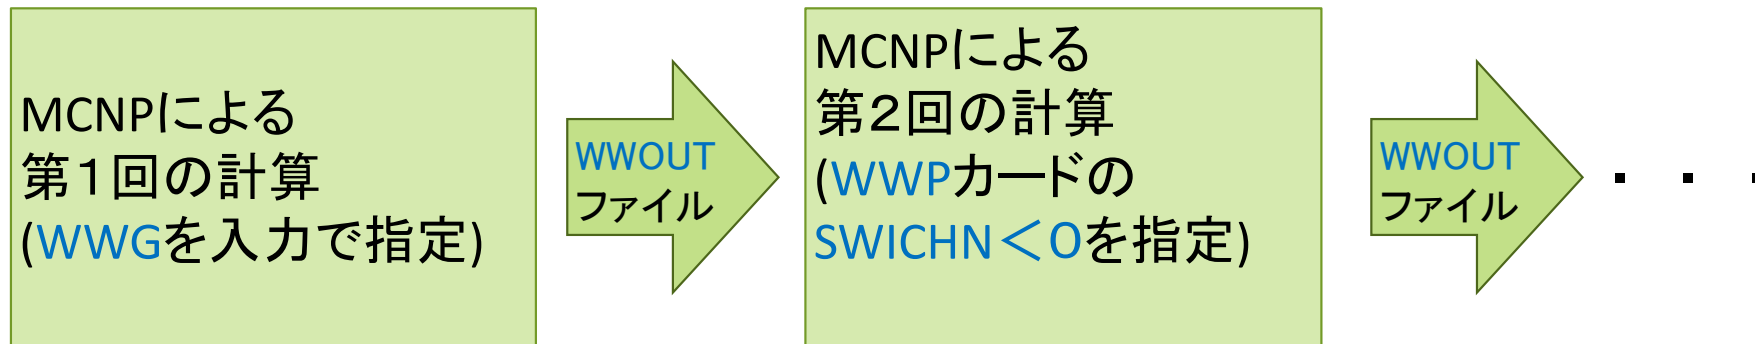 MCNPによる
第１回の計算
(WWGを入力で指定)
WWOUT
ファイル
MCNPによる
第２回の計算
(WWPカードの
SWICHN＜Oを指定)
WWOUT
ファイル
・・・